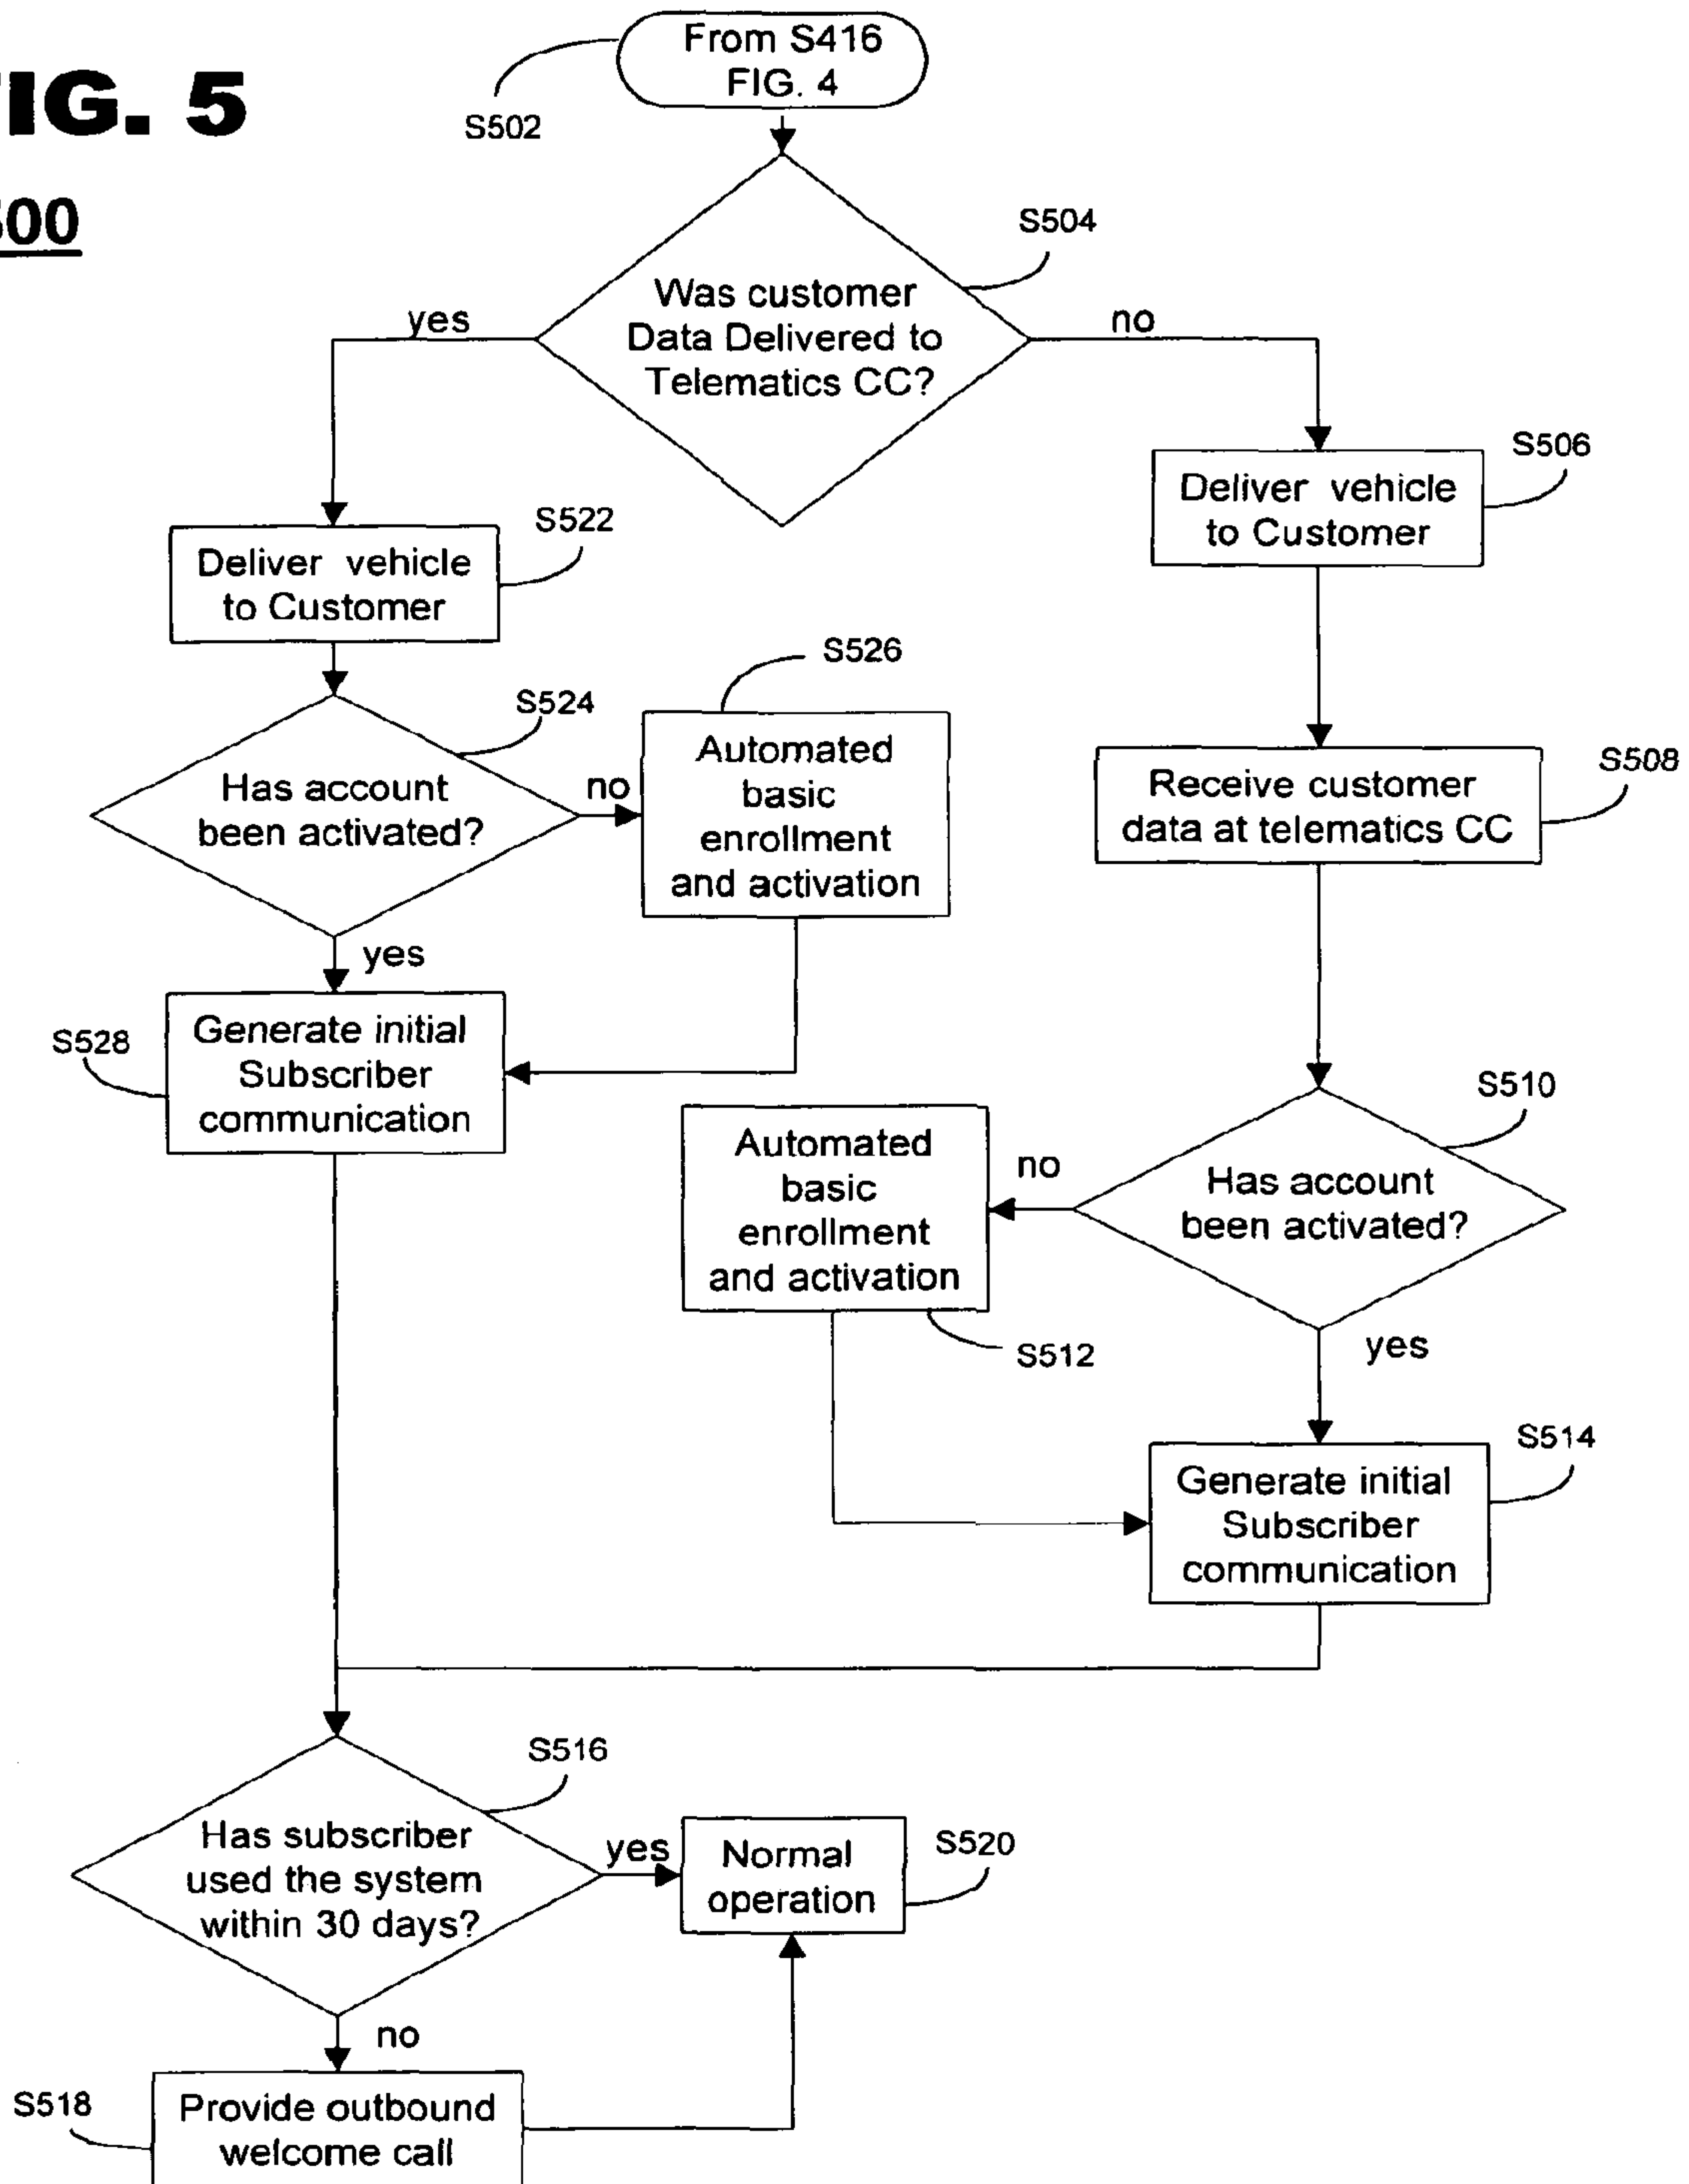 FIG. 5
500
From S416
FIG. 4
S502
S504
Was customer
Data Delivered to
Telematics CC?
yes
no
S506
Deliver vehicle
to Customer
S522
Deliver vehicle
to Customer
S526
S524
Has account
been activated?
no
Automated
basic
enrollment
and activation
S508
Receive customer
data at telematics CC
yes
S528
Generate initial
Subscriber
communication
S510
Has account
been activated?
no
Automated
basic
enrollment
and activation
S512
yes
S514
Generate initial
Subscriber
communication
S516
Has subscriber
used the system
within 30 days?
yes
Normal
operation
S520
no
S518
Provide outbound
welcome call